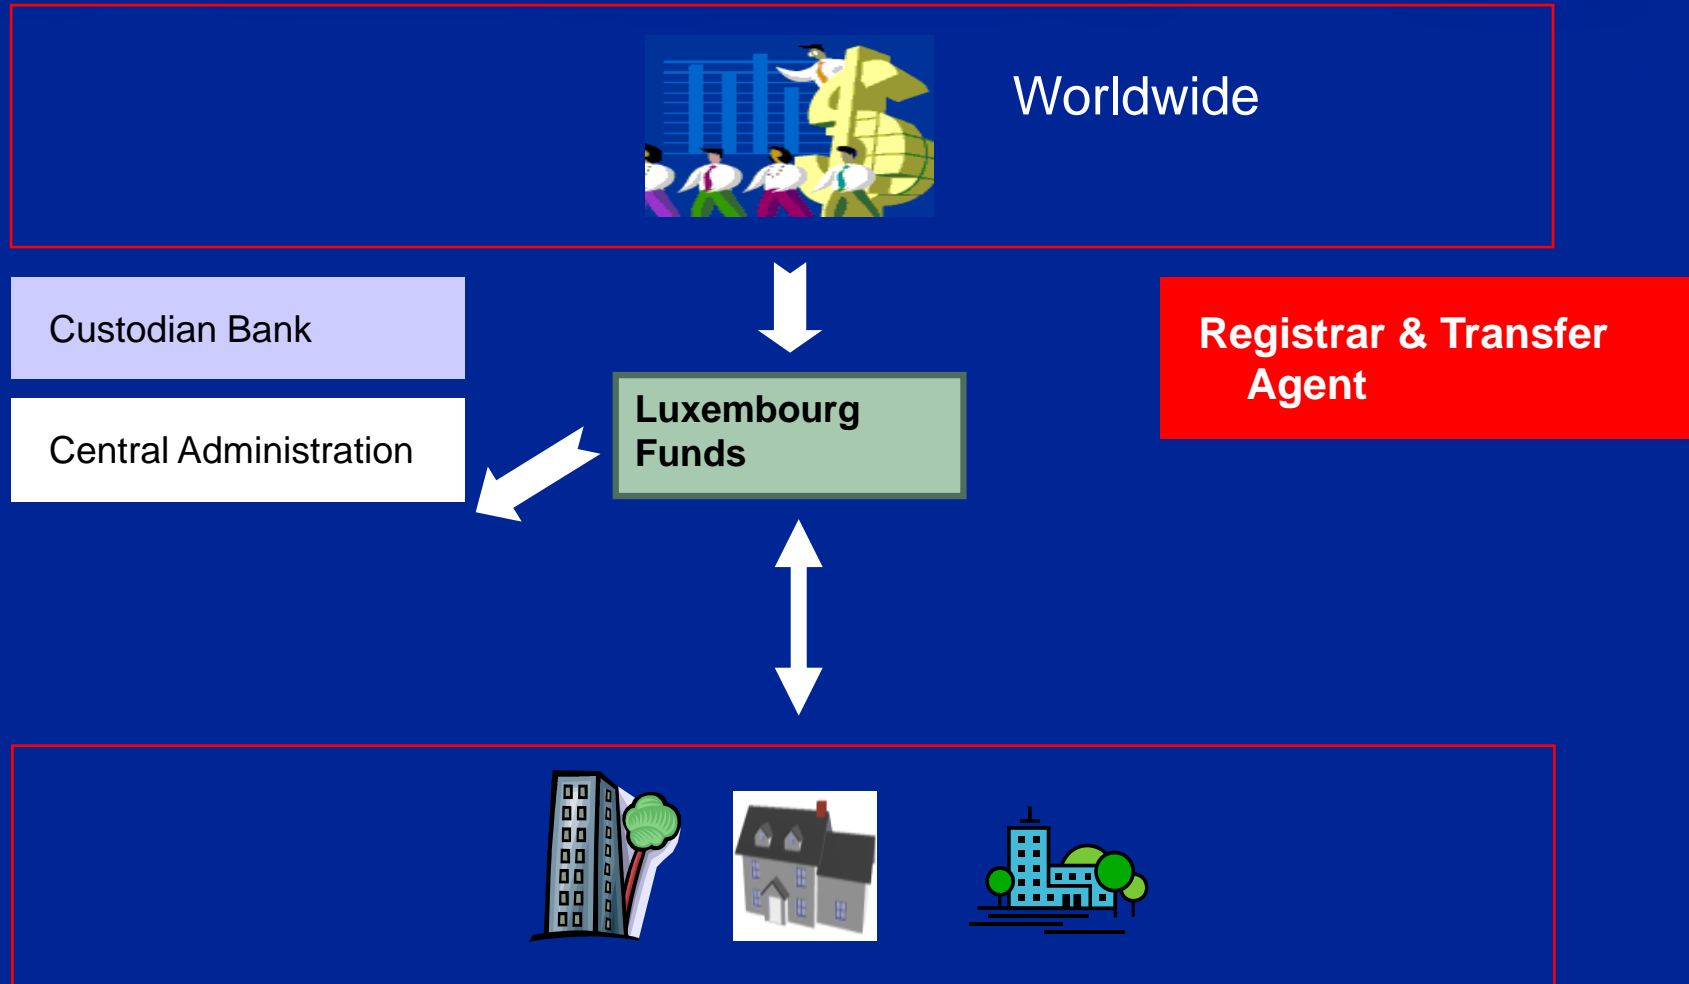 Worldwide
Custodian Bank
Registrar & Transfer
Agent
Luxembourg
Funds
Central Administration